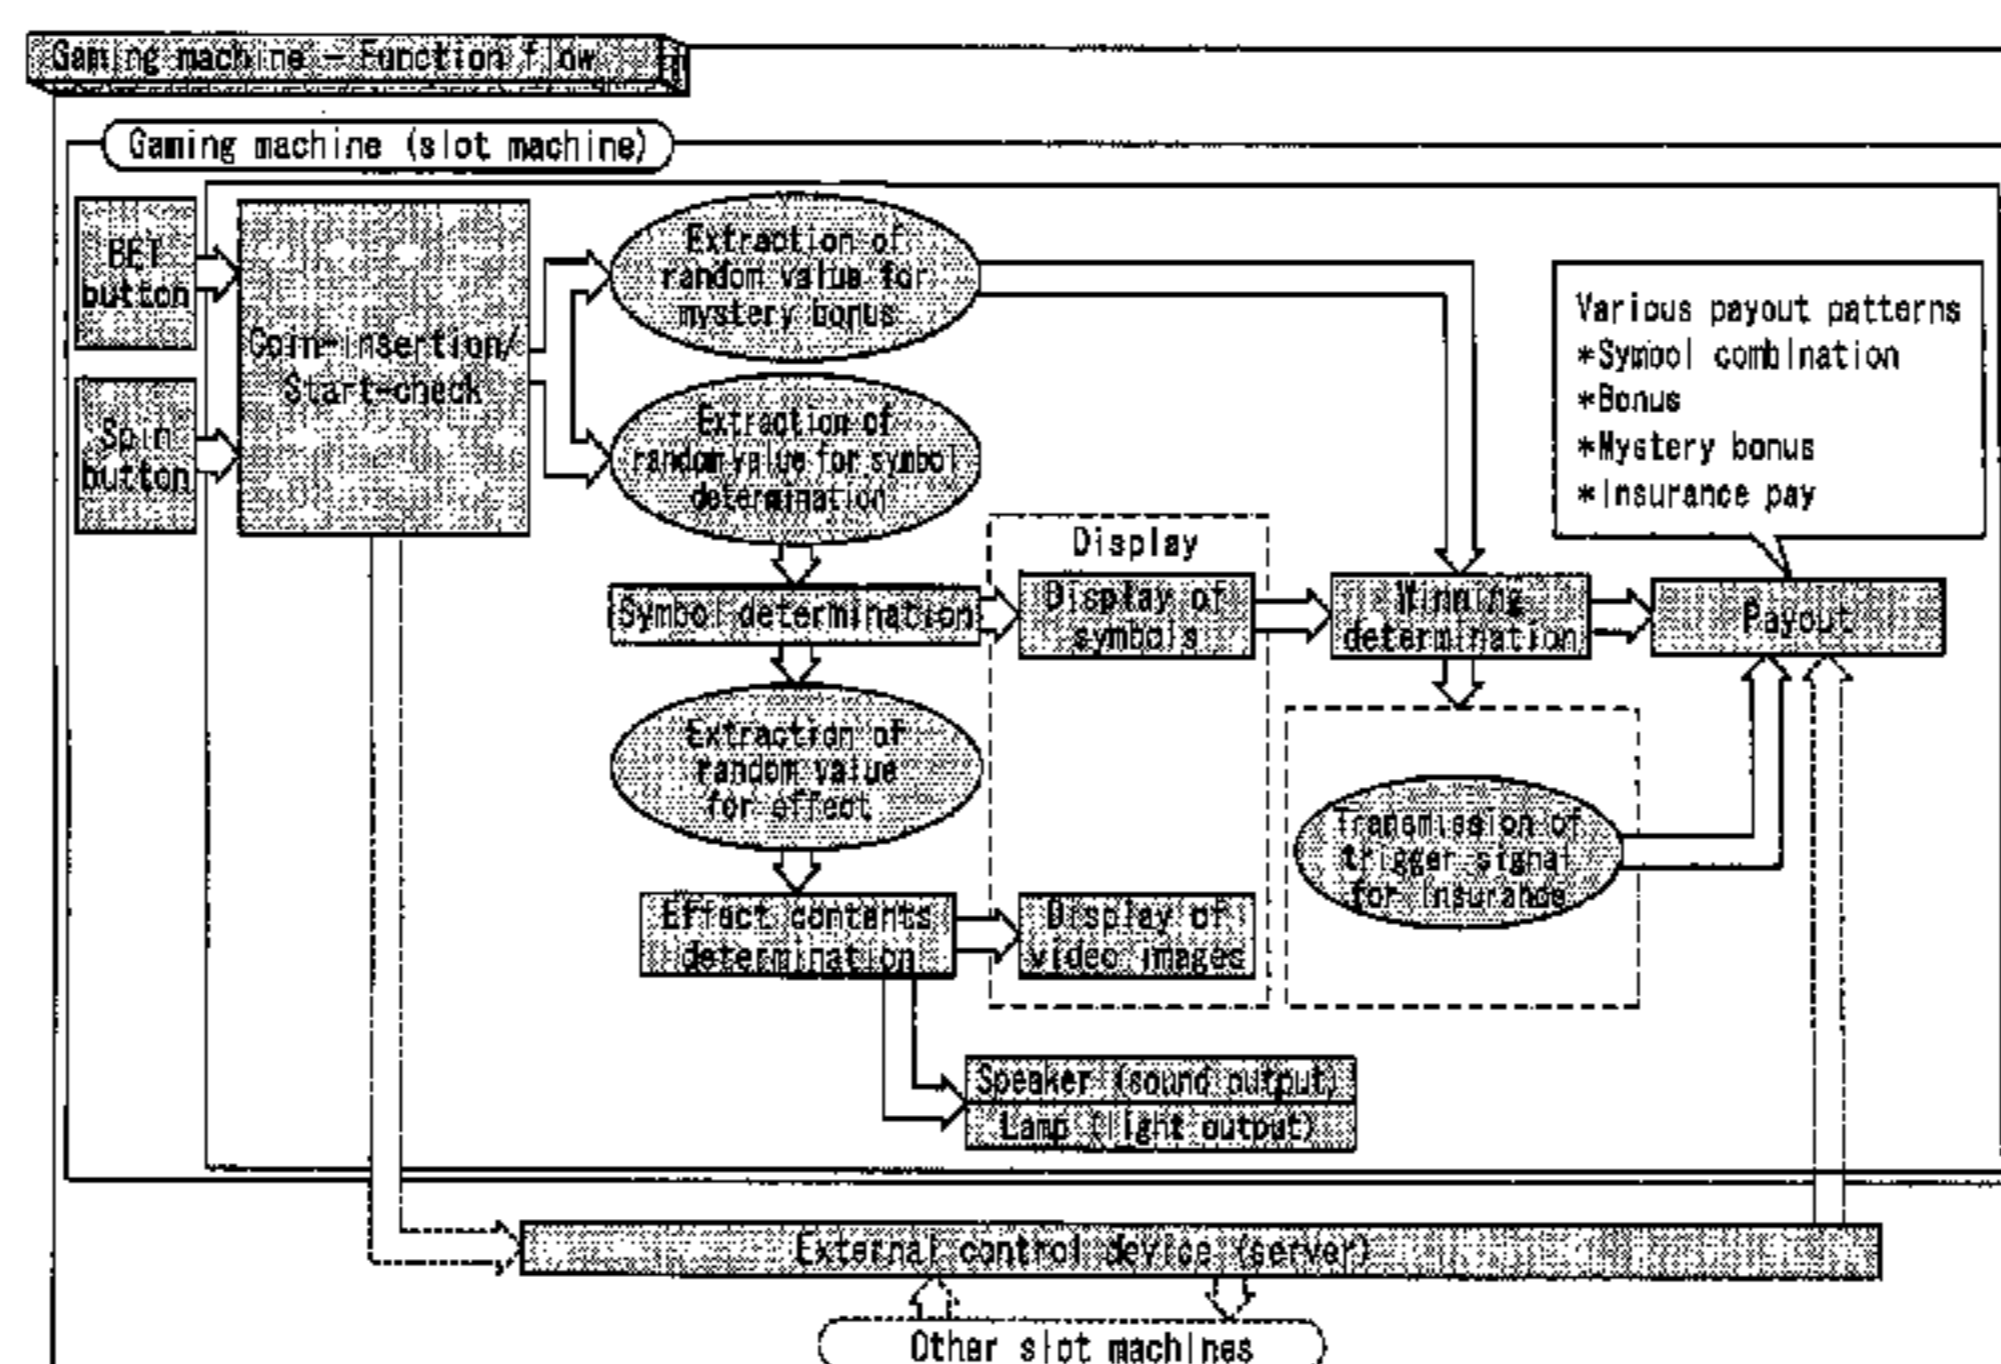 Gaming machine – Function flow
Gaming machine (slot machine)
BET
button
Spin
button
Coin-insertion/
Start-check
Extraction of
random value for
mystery bonus
Extraction of
random value for symbol
determination
Various payout patterns
*Symbol combination
*Bonus
*Mystery bonus
*Insurance pay
Display
Symbol determination
Display of
symbols
Winning
determination
Payout
Extraction of
random value
for effect
Transmission of
trigger signal
for insurance
Effect contents
determination
Display of
video images
Speaker (sound output)
Lamp (light output)
External control device (server)
Other slot machines